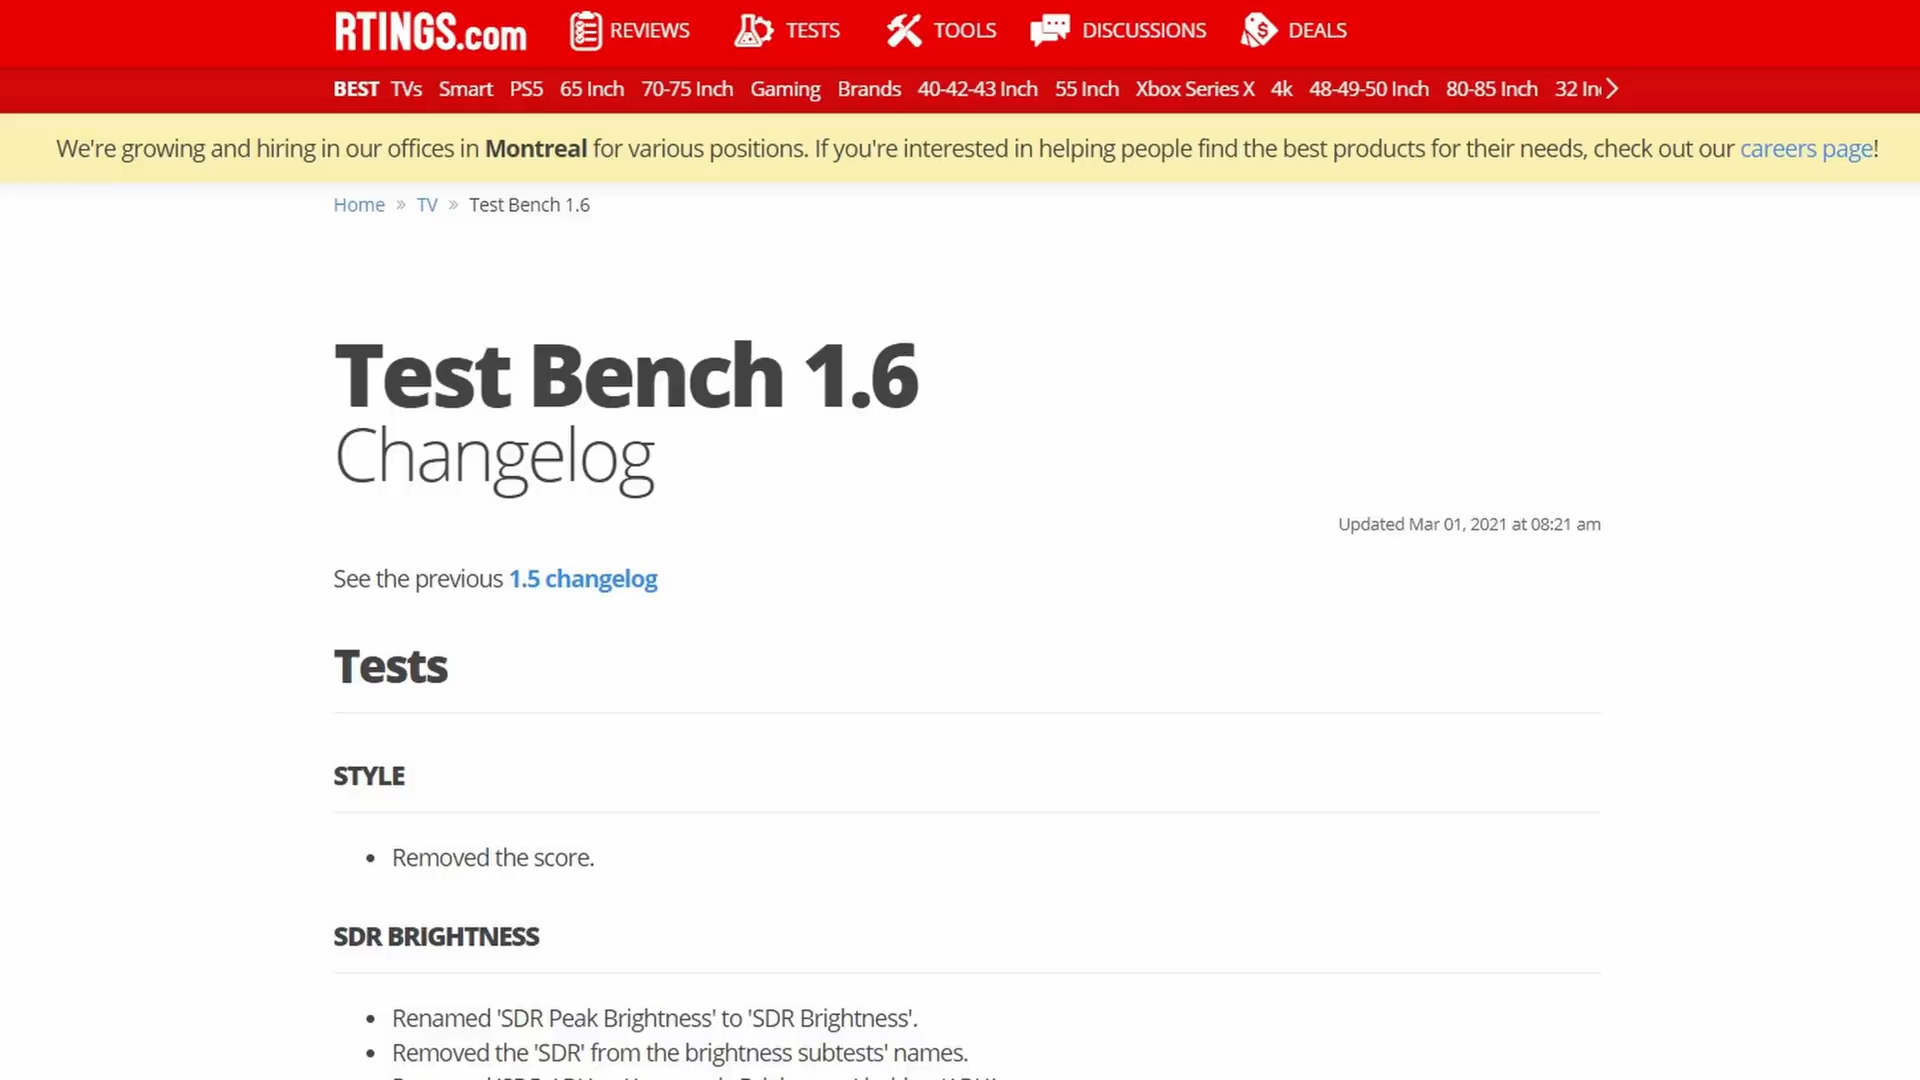 RTINGS.com REVIEWS TESTS TOOLS DISCUSSIONS DEALS
BEST TVs Smart PS5 65 Inch 70-75 Inch Gaming Brands 40-42-43 Inch 55 Inch Xbox Series X 4k 48-49-50 Inch 80-85 Inch 32
We're growing and hiring in our offices in Montreal for various positions. If you're interested in helping people find the best products for their needs, check out our careers page!
Home » TV » Test Bench 1.6
Test Bench 1.6
Changelog
Updated Mar 01, 2021 at 08:21 am
See the previous 1.5 changelog
Tests
STYLE
• Removed the score.
SDR BRIGHTNESS
• Renamed 'SDR Peak Brightness' to 'SDR Brightness'.
• Removed the 'SDR' from the brightness subtests' names.